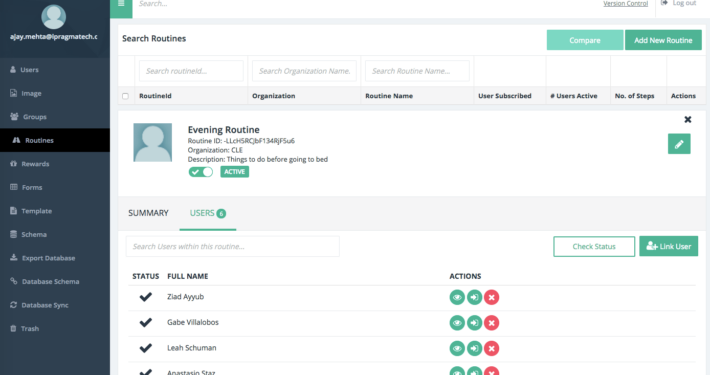 Search...
Version Control
Log out
ajay.mehta@ipragmatech.c
Users
Image
Groups
Routines
Rewards
Forms
Template
Schema
Export Database
Database Schema
Database Sync
Trash
Search Routines
Compare
Add New Routine
Search routineId...
Search Organization Name.
Search Routine Name...
RoutineId
Organization
Routine Name
User Subscribed
# Users Active
No. of Steps
Actions
Evening Routine
Routine ID: -LLcH5RCJbF134RjF5u6
Organization: CLE
Description: Things to do before going to bed
ACTIVE
SUMMARY
USERS 6
Search Users within this routine...
Check Status
Link User
STATUS
FULL NAME
ACTIONS
Ziad Ayyub
Gabe Villalobos
Leah Schuman
Anastasio Staz